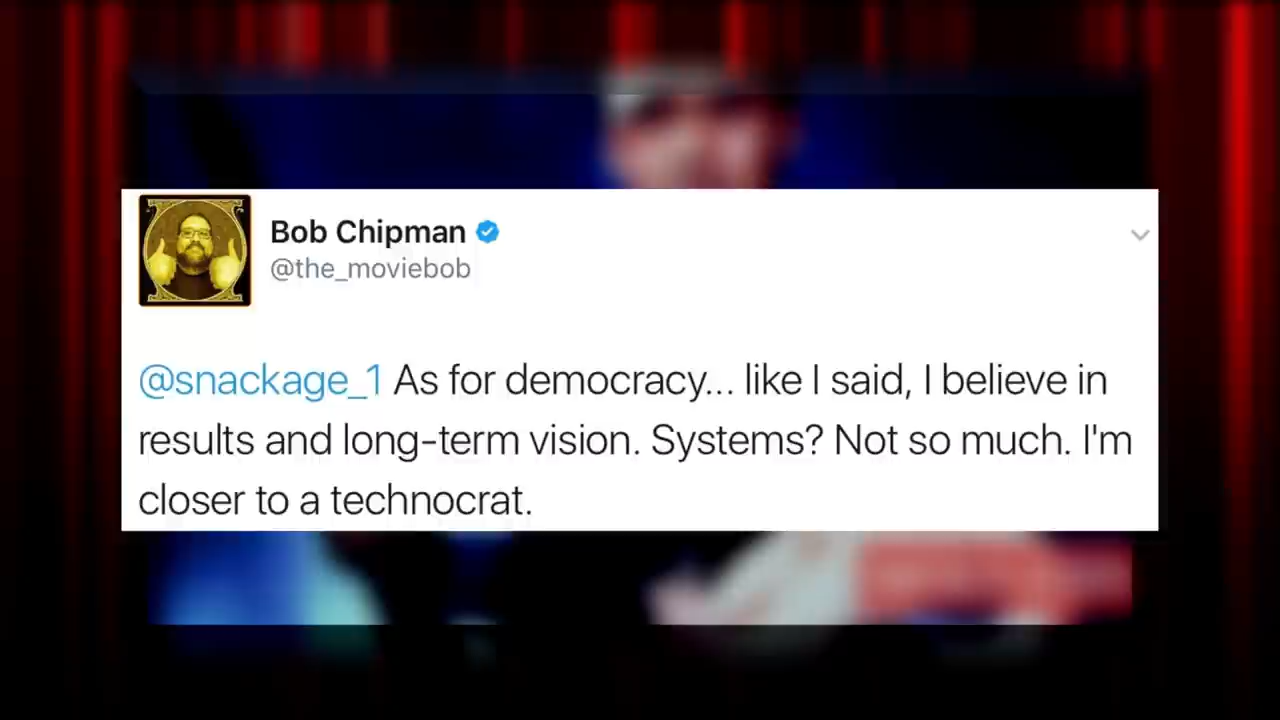 Bob Chipman
@the_moviebob
@snackage_1 As for democracy... like I said, I believe in
results and long-term vision. Systems? Not so much. I'm
closer to a technocrat.